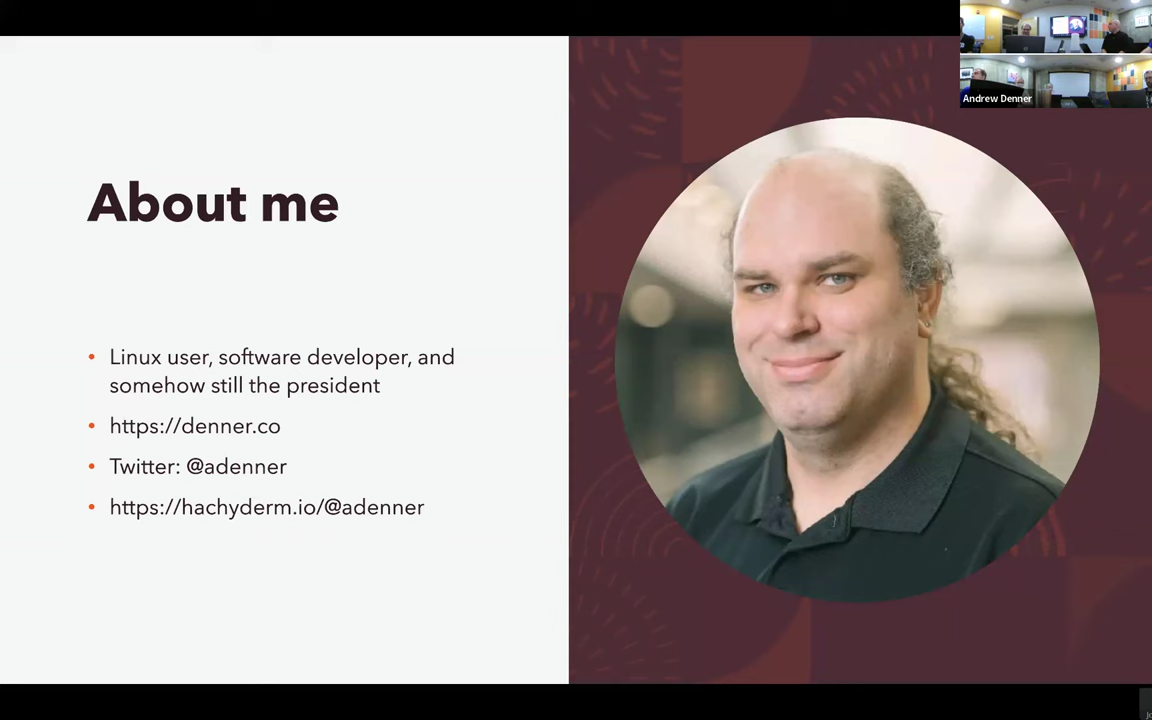 Andrew Denner
About me
• Linux user, software developer, and
somehow still the president
• https://denner.co
• Twitter: @adenner
• https://hachyderm.io/@adenner